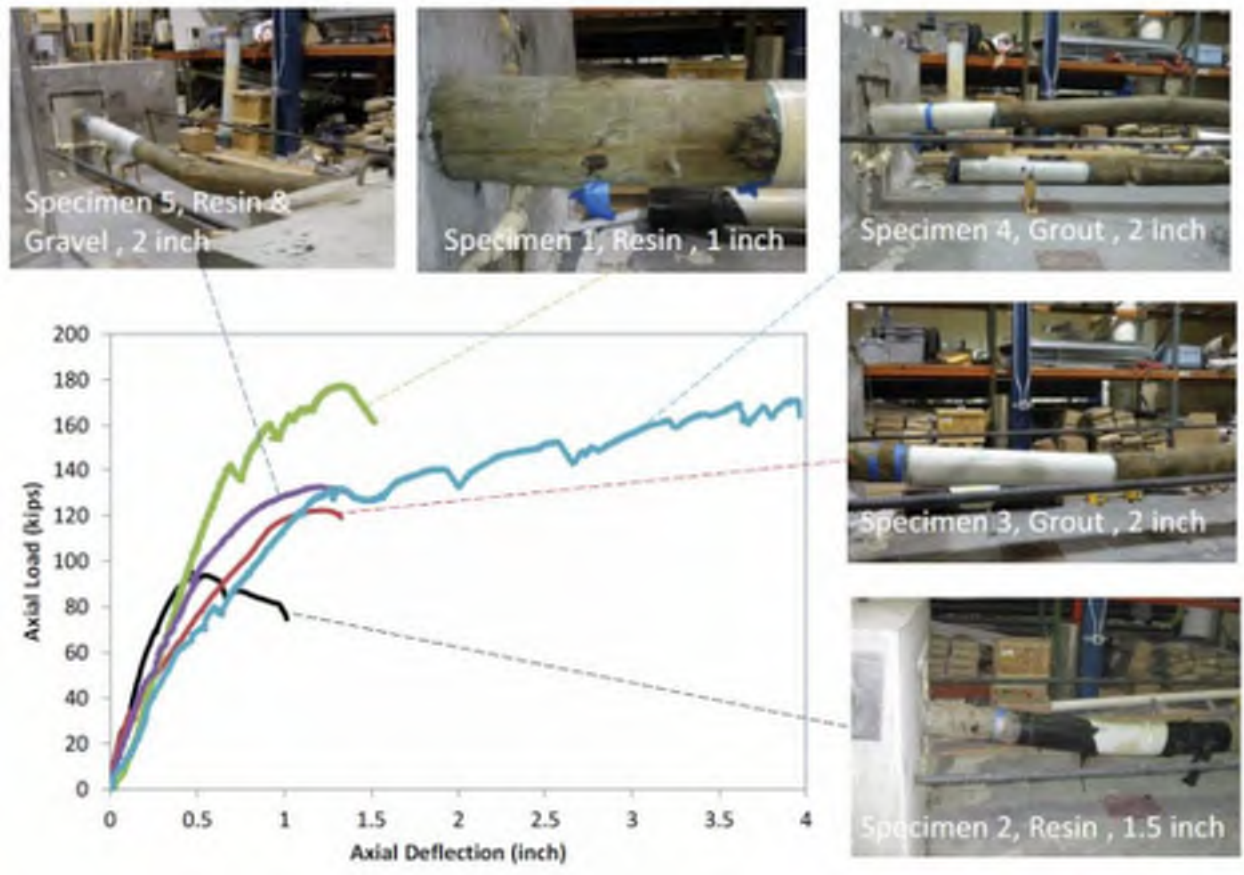 Specimen 5, Resin &
Gravel , 2 inch
Specimen 1, Resin , 1 inch
Specimen 4, Grout , 2 inch
Specimen 3, Grout , 2 inch
Specimen 2, Resin , 1.5 inch
200
180
160
140
120
100
80
60
40
20
0
Axial Load (kips)
0 0.5 1 1.5 2 2.5 3 3.5 4
Axial Deflection (inch)